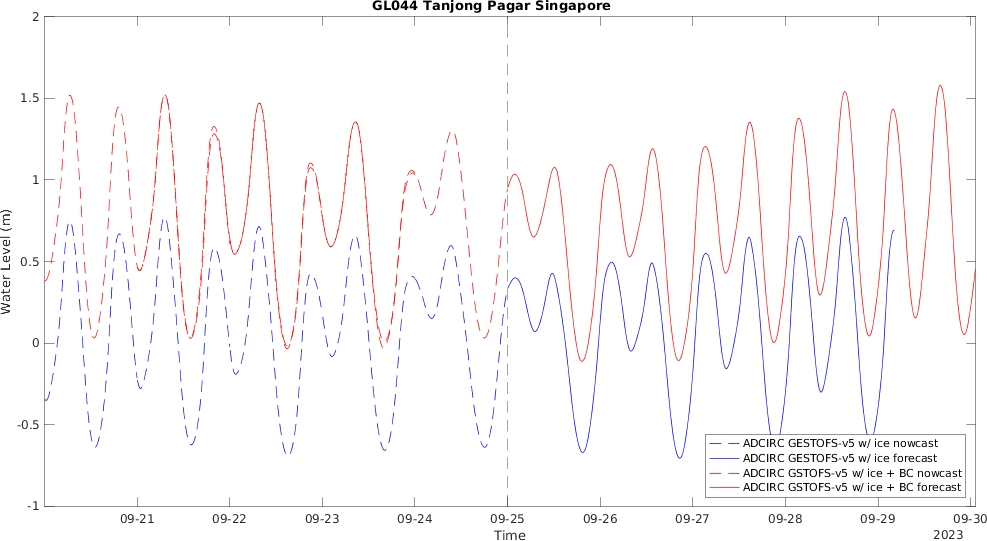 GL044 Tanjong Pagar Singapore
2
1.5
1
0.5
0
-0.5
-1
Water Level (m)
09-21 09-22 09-23 09-24 09-25 09-26 09-27 09-28 09-29 09-30
Time
2023
ADCIRC GESTOFS-v5 w/ ice nowcast
ADCIRC GESTOFS-v5 w/ ice forecast
ADCIRC GSTOFS-v5 w/ ice + BC nowcast
ADCIRC GSTOFS-v5 w/ ice + BC forecast